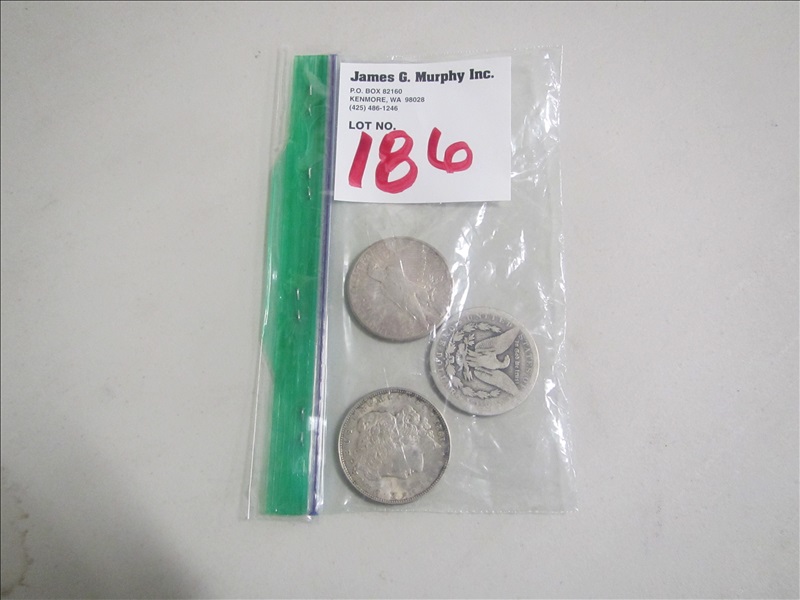 James G. Murphy Inc.
P.O. BOX 82160
KENMORE, WA 98028
(425) 486-1246
LOT NO.
186